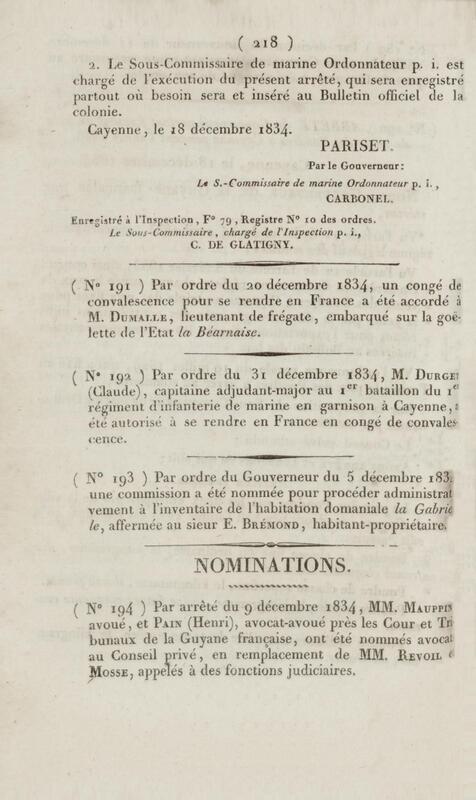 ( 218 )
2. Le Sous-Commissaire de marine Ordonnateur p. i. est
chargé de l'exécution du présent arrêté, qui sera enregistré
partout où besoin sera et inséré au Bulletin officiel de la
colonie.
Cayenne, le 18 décembre 1834.
PARISET.
Par le Gouverneur:
Le S.-Commissaire de marine Ordonnateur p. i.,
CARBONEL.
Enregistré à l'Inspection, F° 79, Registre N° 10 des ordres.
Le Sous-Commissaire, chargé de l'Inspection p. i.,
C. DE GLATIGNY.
( N° 191 ) Par ordre du 20 décembre 1834, un congé de
convalescence pour se rendre en France a été accordé à
M. DUMALLE, lieutenant de frégate, embarqué sur la goë-
lette de l'Etat la Béarnaise.
( N° 192 ) Par ordre du 31 décembre 1834, M. DURGET
(Claude), capitaine adjudant-major au 1er bataillon du 1er
régiment d'infanterie de marine en garnison à Cayenne,
été autorisé à se rendre en France en congé de convales
cence.
( N° 193 ) Par ordre du Gouverneur du 5 décembre 183
une commission a été nommée pour procéder administrat
vement à l'inventaire de l'habitation domaniale la Gabrie
le, affermée au sieur E. BRÉMOND, habitant-propriétaire.
NOMINATIONS.
( N° 194 ) Par arrêté du 9 décembre 1834, MM. MAUPPIN
avoué, et PAIN (Henri), avocat-avoué près les Cour et Tri
bunaux de la Guyane française, ont été nommés avocat
au Conseil privé, en remplacement de MM. REVOIL
MOSSE, appelés à des fonctions judiciaires.